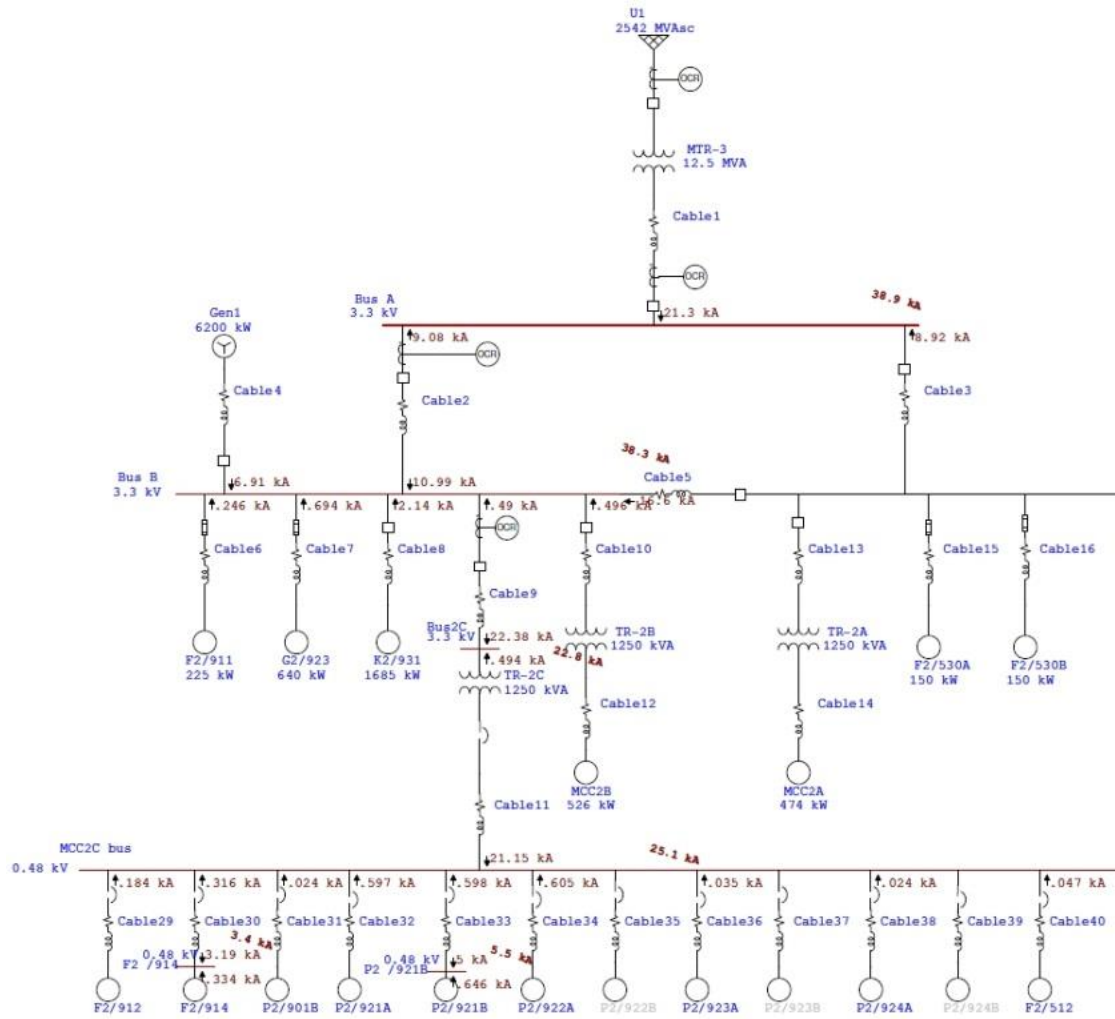 U1
2542 MVAsc
OCR
MTR-3
12.5 MVA
Cable1
OCR
Bus A
3.3 kV
38.9 kA
21.3 kA
Gen1
6200 kW
9.08 kA
8.92 kA
OCR
Cable4
Cable2
Cable3
38.3 kA
Bus B
3.3 kV
6.91 kA
10.99 kA
Cable5
.246 kA
.694 kA
2.14 kA
.49 kA
.496 kA
16.6 kA
OCR
Cable6
Cable7
Cable8
Cable10
Cable13
Cable15
Cable16
Cable9
Bus2C
3.3 kV
22.38 kA
TR-2B
1250 kVA
TR-2A
1250 kVA
22.8 kA
.494 kA
F2/911
225 kW
G2/923
640 kW
K2/931
1685 kW
F2/530A
150 kW
F2/530B
150 kW
TR-2C
1250 kVA
Cable12
Cable14
MCC2B
526 kW
MCC2A
474 kW
Cable11
MCC2C bus
0.48 kV
21.15 kA
25.1 kA
.184 kA
.316 kA
.024 kA
.597 kA
.598 kA
.605 kA
.035 kA
.024 kA
.047 kA
Cable29
Cable30
Cable31
Cable32
Cable33
Cable34
Cable35
Cable36
Cable37
Cable38
Cable39
Cable40
3.4 kA
5.5 kA
0.48 kV
3.19 kA
0.48 kV
5 kA
F2 /914
P2 /921B
.334 kA
.646 kA
F2/912
F2/914
P2/901B
P2/921A
P2/921B
P2/922A
P2/922B
P2/923A
P2/923B
P2/924A
P2/924B
F2/512